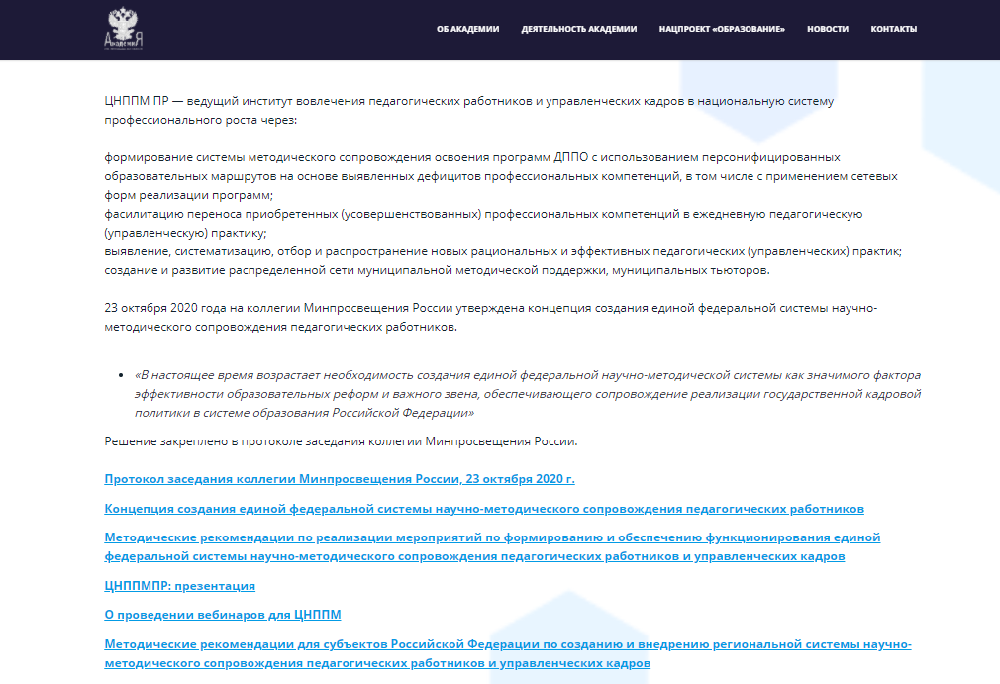 АкадемиЯ
ОБ АКАДЕМИИ ДЕЯТЕЛЬНОСТЬ АКАДЕМИИ НАЦПРОЕКТ «ОБРАЗОВАНИЕ» НОВОСТИ КОНТАКТЫ
ЦНППМ ПР — ведущий институт вовлечения педагогических работников и управленческих кадров в национальную систему
профессионального роста через:
формирование системы методического сопровождения освоения программ ДППО с использованием персонифицированных
образовательных маршрутов на основе выявленных дефицитов профессиональных компетенций, в том числе с применением сетевых
форм реализации программ;
фасилитацию переноса приобретенных (усовершенствованных) профессиональных компетенций в ежедневную педагогическую
(управленческую) практику;
выявление, систематизацию, отбор и распространение новых рациональных и эффективных педагогических (управленческих) практик;
создание и развитие распределенной сети муниципальной методической поддержки, муниципальных тьюторов.
23 октября 2020 года на коллегии Минпросвещения России утверждена концепция создания единой федеральной системы научно-
методического сопровождения педагогических работников.
• «В настоящее время возрастает необходимость создания единой федеральной научно-методической системы как значимого фактора
эффективности образовательных реформ и важного звена, обеспечивающего сопровождение реализации государственной кадровой
политики в системе образования Российской Федерации»
Решение закреплено в протоколе заседания коллегии Минпросвещения России.
Протокол заседания коллегии Минпросвещения России, 23 октября 2020 г.
Концепция создания единой федеральной системы научно-методического сопровождения педагогических работников
Методические рекомендации по реализации мероприятий по формированию и обеспечению функционирования единой
федеральной системы научно-методического сопровождения педагогических работников и управленческих кадров
ЦНППМПР: презентация
О проведении вебинаров для ЦНППМ
Методические рекомендации для субъектов Российской Федерации по созданию и внедрению региональной системы научно-
методического сопровождения педагогических работников и управленческих кадров